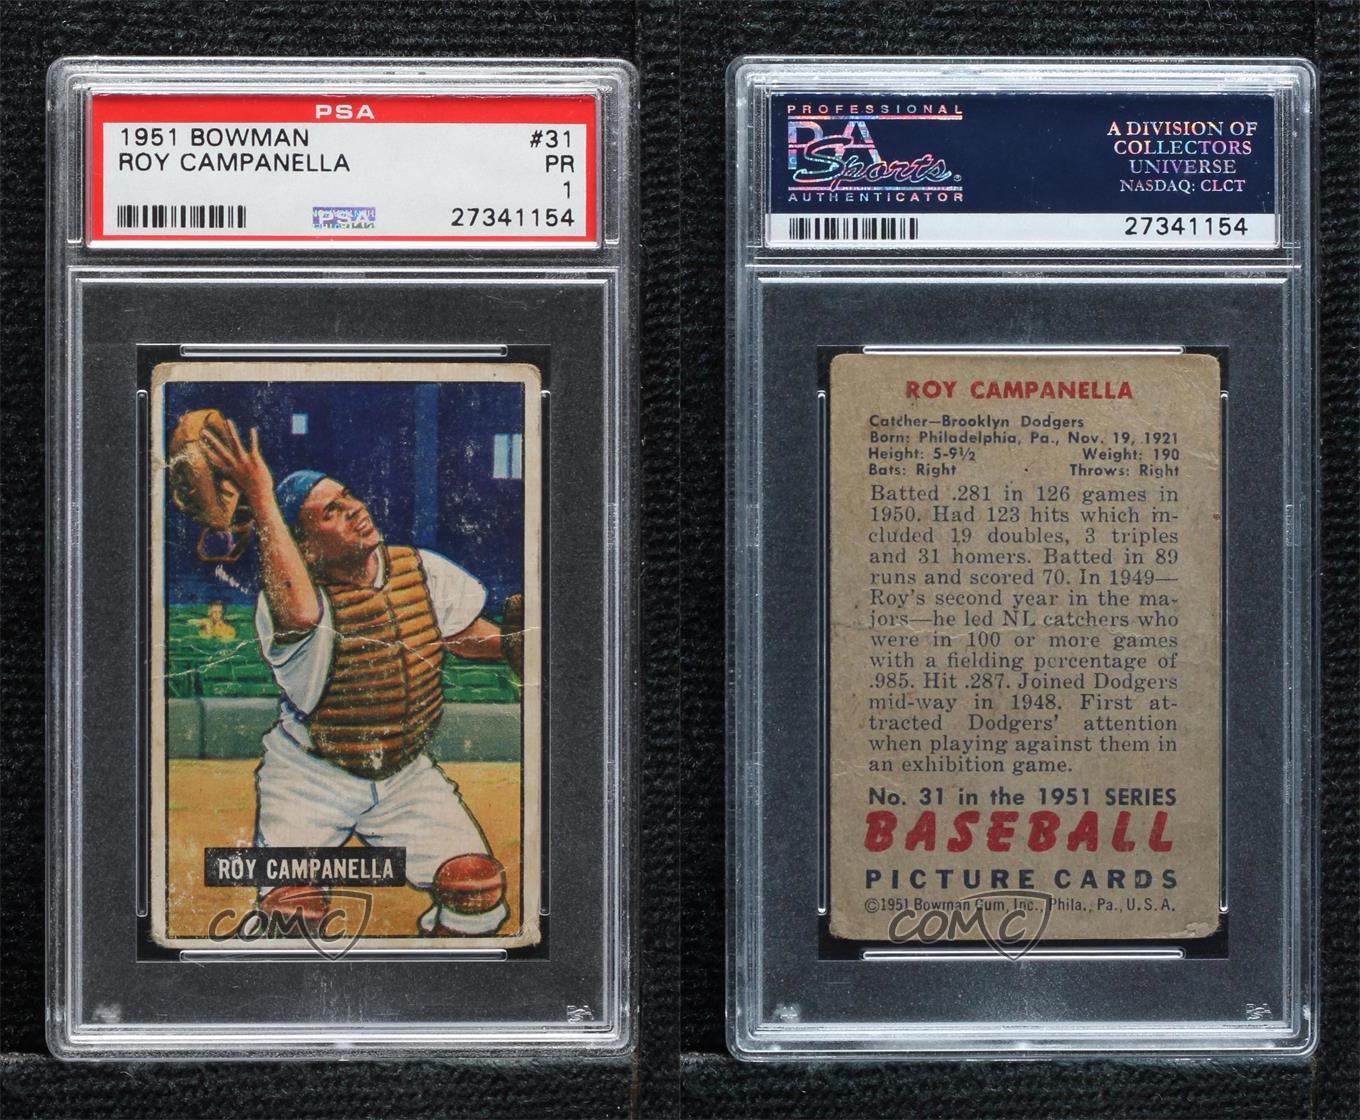 PSA
1951 BOWMAN #31
ROY CAMPANELLA PR
1
PSA 27341154
ROY CAMPANELLA
COMC
PROFESSIONAL
PSA
Sports
AUTHENTICATOR
A DIVISION OF
COLLECTORS
UNIVERSE
NASDAQ: CLCT
27341154
ROY CAMPANELLA
Catcher—Brooklyn Dodgers
Born: Philadelphia, Pa., Nov. 19, 1921
Height: 5-9½ Weight: 190
Bats: Right Throws: Right
Batted .281 in 126 games in
1950. Had 123 hits which in-
cluded 19 doubles, 3 triples
and 31 homers. Batted in 89
runs and scored 70. In 1949—
Roy's second year in the ma-
jors—he led NL catchers who
were in 100 or more games
with a fielding percentage of
.985. Hit .287. Joined Dodgers
mid-way in 1948. First at-
tracted Dodgers' attention
when playing against them in
an exhibition game.
No. 31 in the 1951 SERIES
BASEBALL
PICTURE CARDS
©1951 Bowman Gum, Inc., Phila., Pa., U.S.A.
COMC